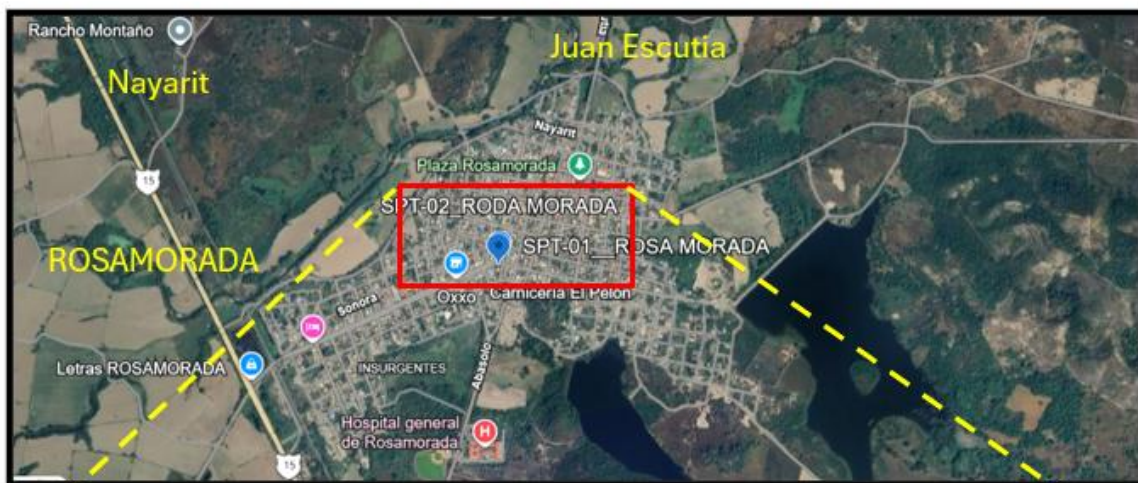 Rancho Montaño
Juan Escutia
Nayarit
Nayarit
15
Plaza Rosamorada
SPT-02_RODA MORADA
ROSAMORADA
SPT-01__ROSA MORADA
Oxxo
Carnicería El Pelón
Sonora
Letras ROSAMORADA
INSURGENTES
Abasolo
Hospital general
de Rosamorada
H
15